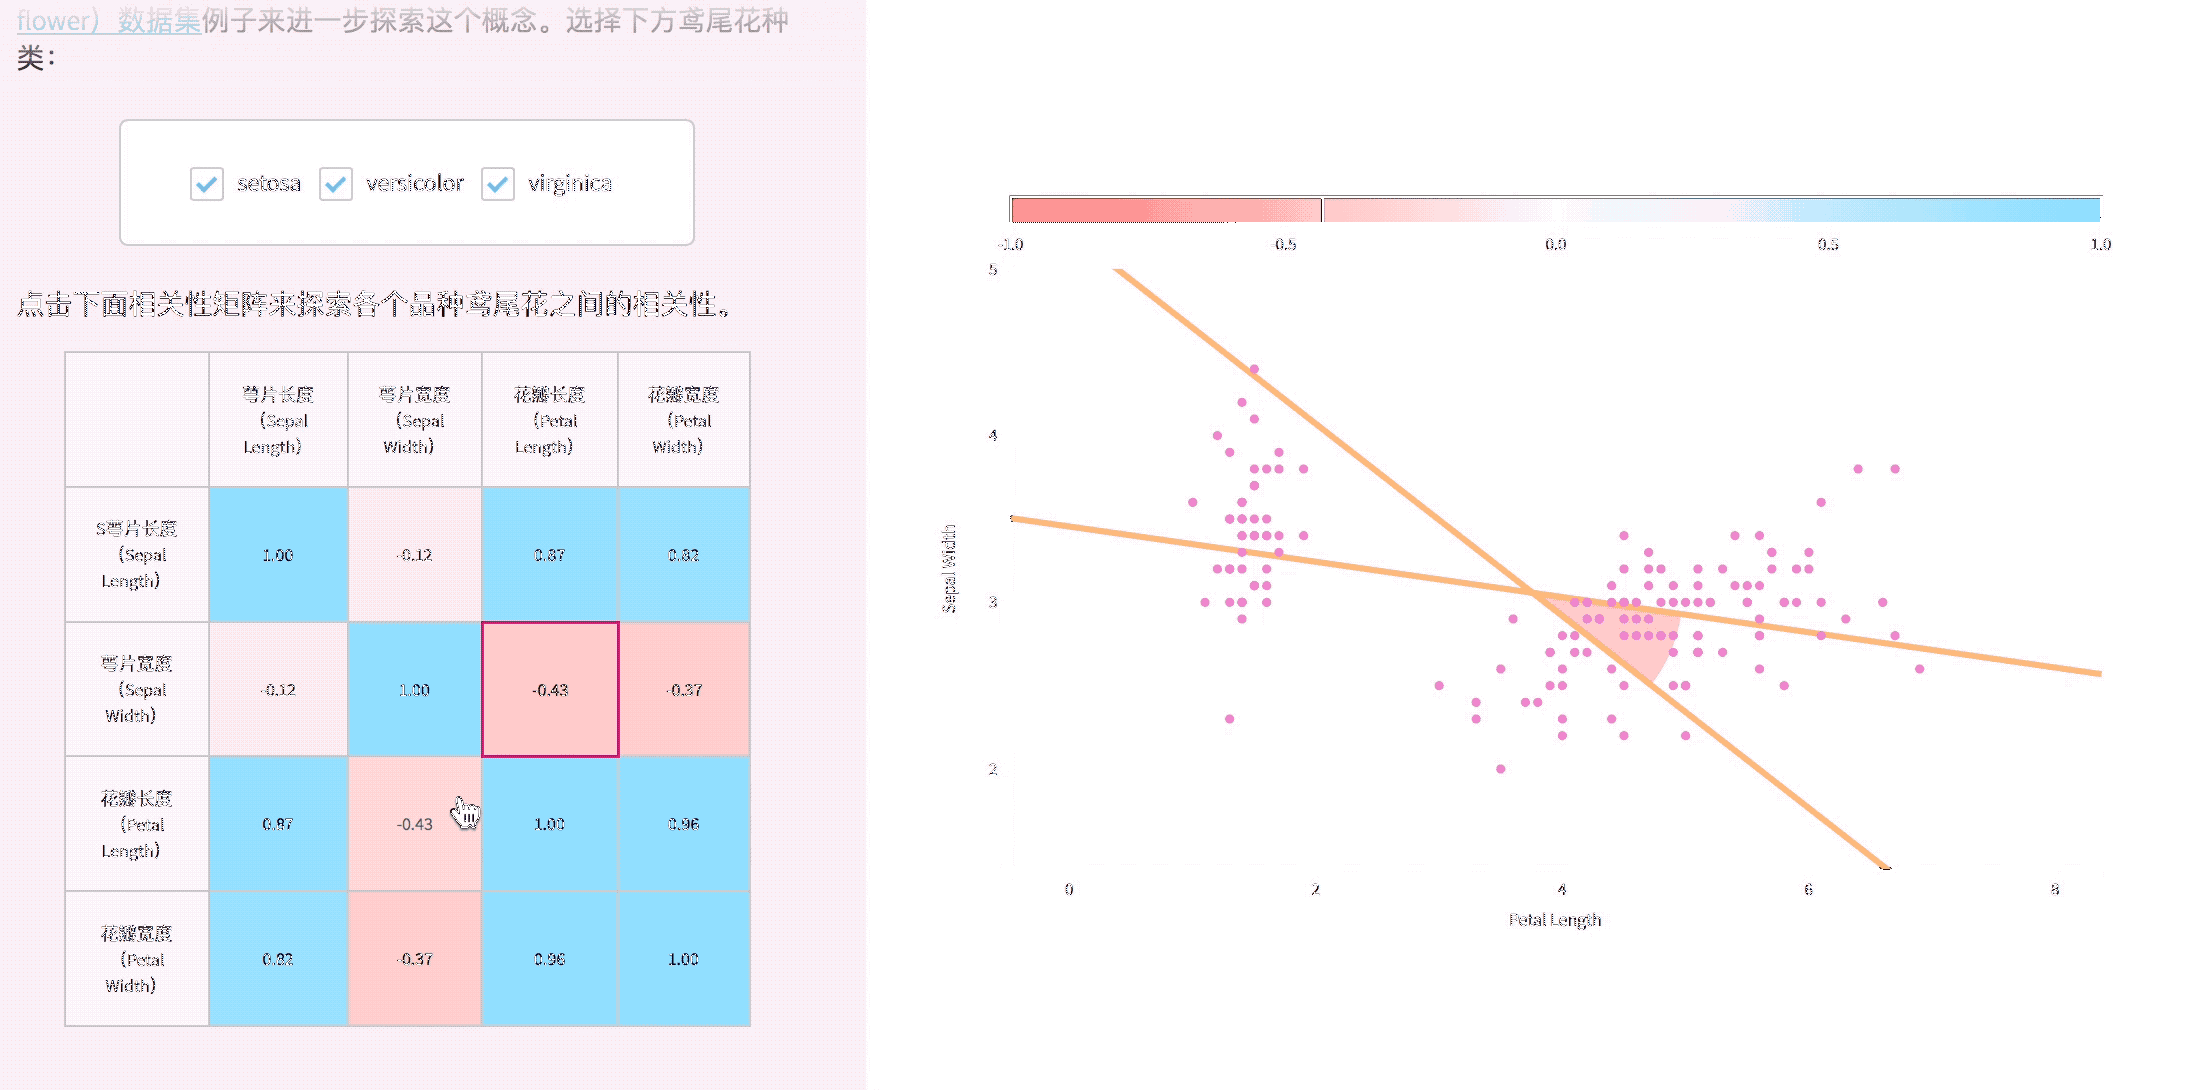 flower）数据集例子来进一步探索这个概念。选择下方鸢尾花种
类：
setosa versicolor virginica
点击下面相关性矩阵来探索各个品种鸢尾花之间的相关性。
萼片长度
（Sepal
Length）
萼片宽度
（Sepal
Width）
花瓣长度
（Petal
Length）
花瓣宽度
（Petal
Width）
S萼片长度
（Sepal
Length）
1.00 -0.12 0.87 0.82
萼片宽度
（Sepal
Width）
-0.12 1.00 -0.43 -0.37
花瓣长度
（Petal
Length）
0.87 -0.43 1.00 0.96
花瓣宽度
（Petal
Width）
0.82 -0.37 0.96 1.00
-1.0 -0.5 0.0 0.5 1.0
5
4
3
2
Sepal Width
0 2 4 6 8
Petal Length